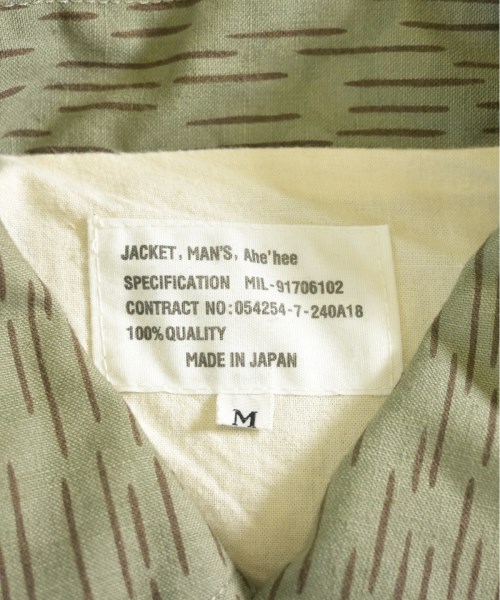 JACKET, MAN'S, Ahe'hee
SPECIFICATION MIL-91706102
CONTRACT NO:054254-7-240A18
100%QUALITY
MADE IN JAPAN
M